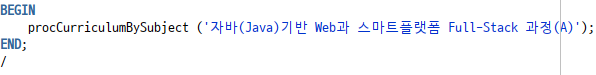 BEGIN
procCurriculumBySubject ('자바(Java)기반 Web과 스마트플랫폼 Full-Stack 과정(A)');
END;
/